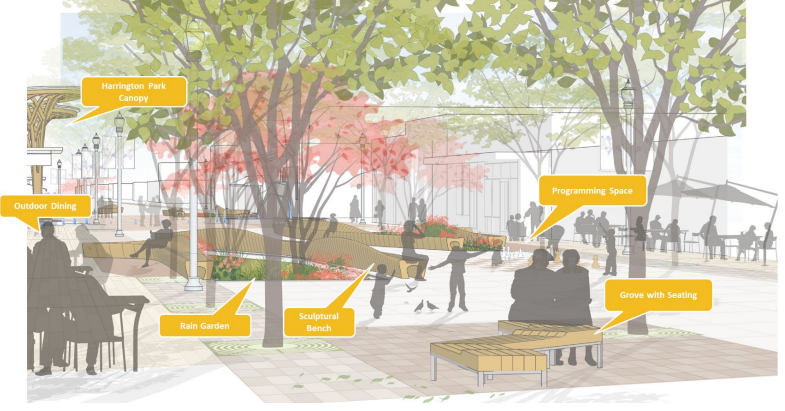 Harrington Park
Canopy
Outdoor Dining
Programming Space
Rain Garden
Sculptural
Bench
Grove with Seating